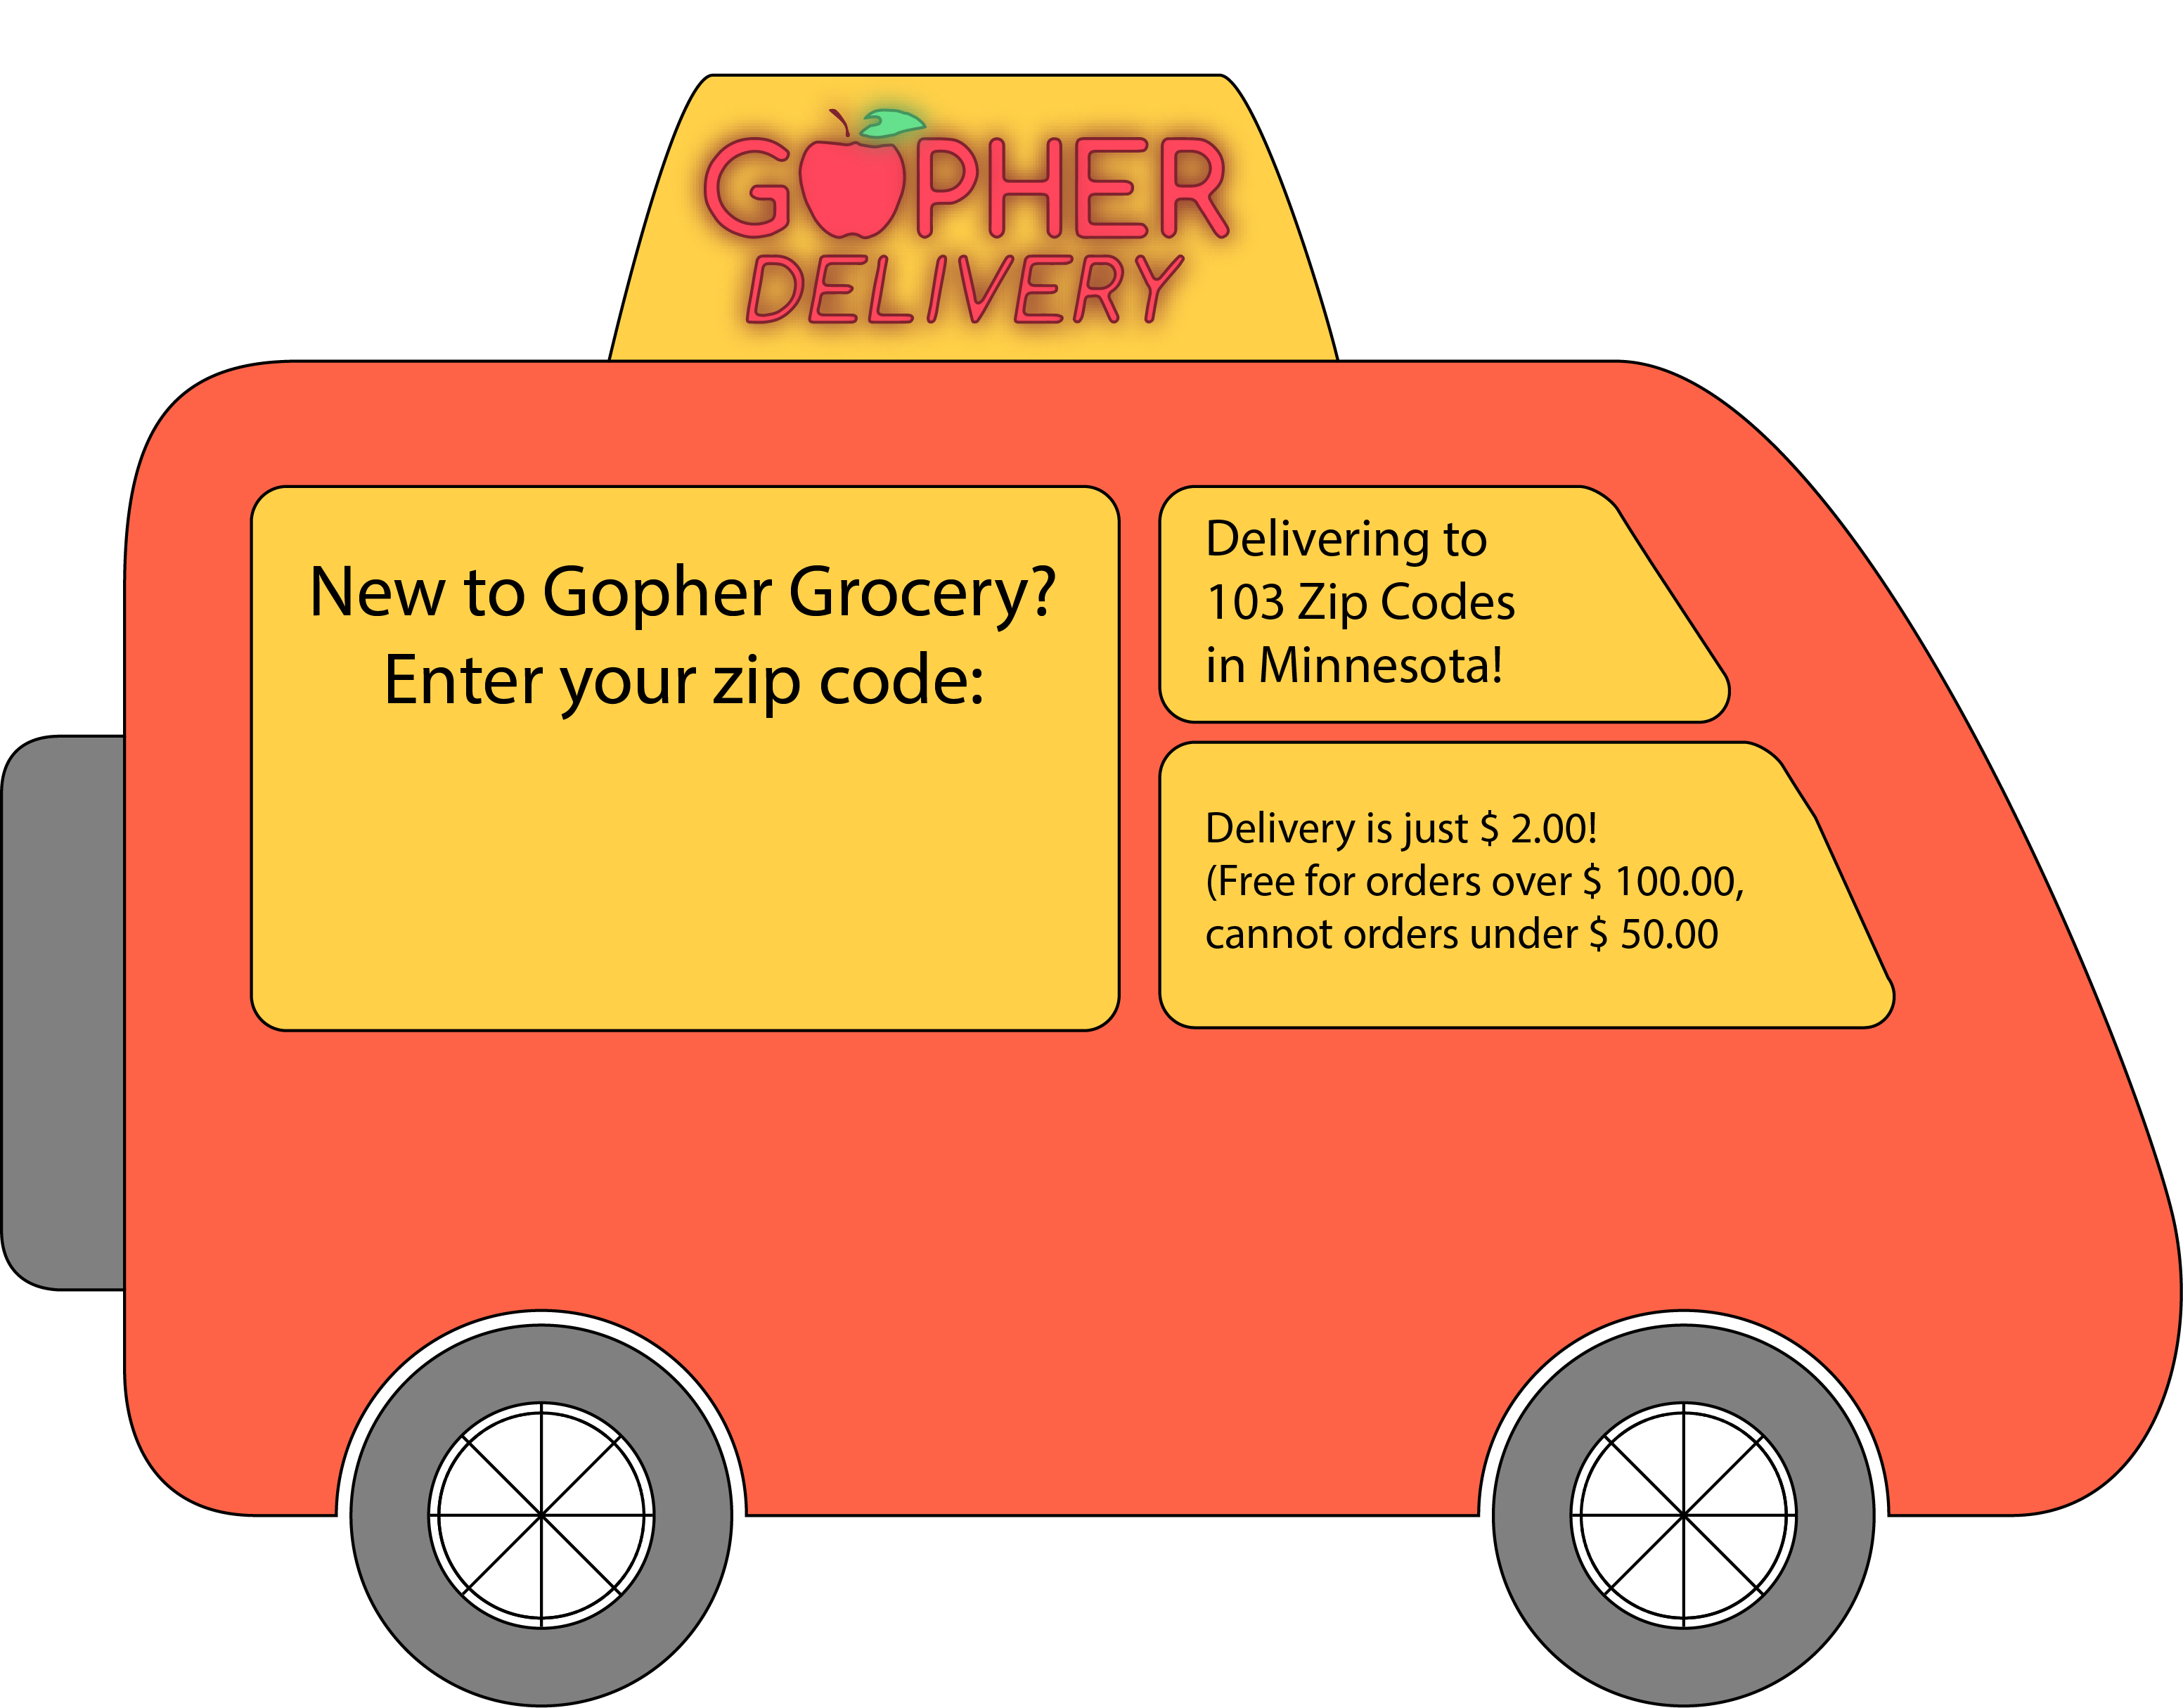 GOPHER
DELIVERY
New to Gopher Grocery?
Enter your zip code:
Delivering to
103 Zip Codes
in Minnesota!
Delivery is just $ 2.00!
(Free for orders over $ 100.00,
cannot orders under $ 50.00